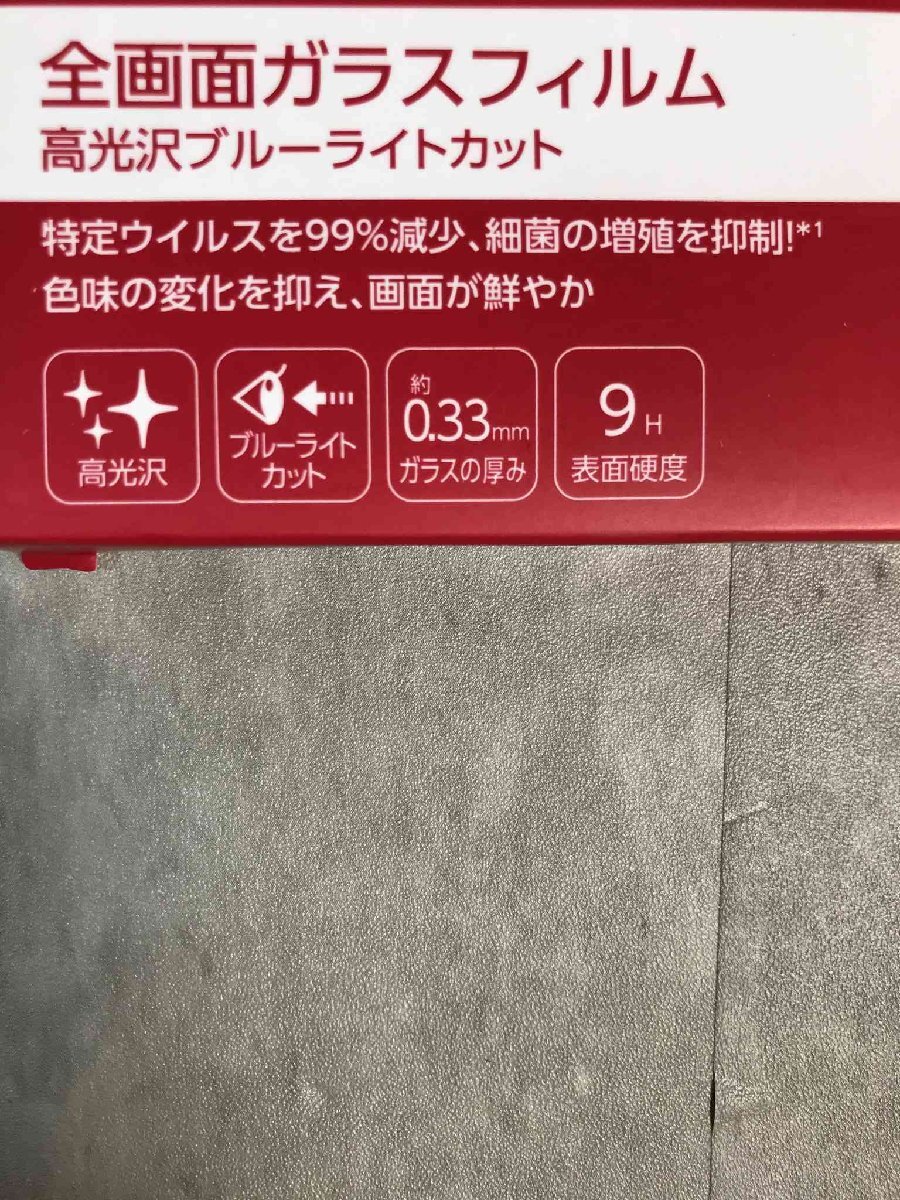 全画面ガラスフィルム
高光沢ブルーライトカット
特定ウイルスを99%減少、細菌の増殖を抑制!*1
色味の変化を抑え、画面が鮮やか
高光沢
ブルーライト
カット
約
0.33mm
ガラスの厚み
9H
表面硬度